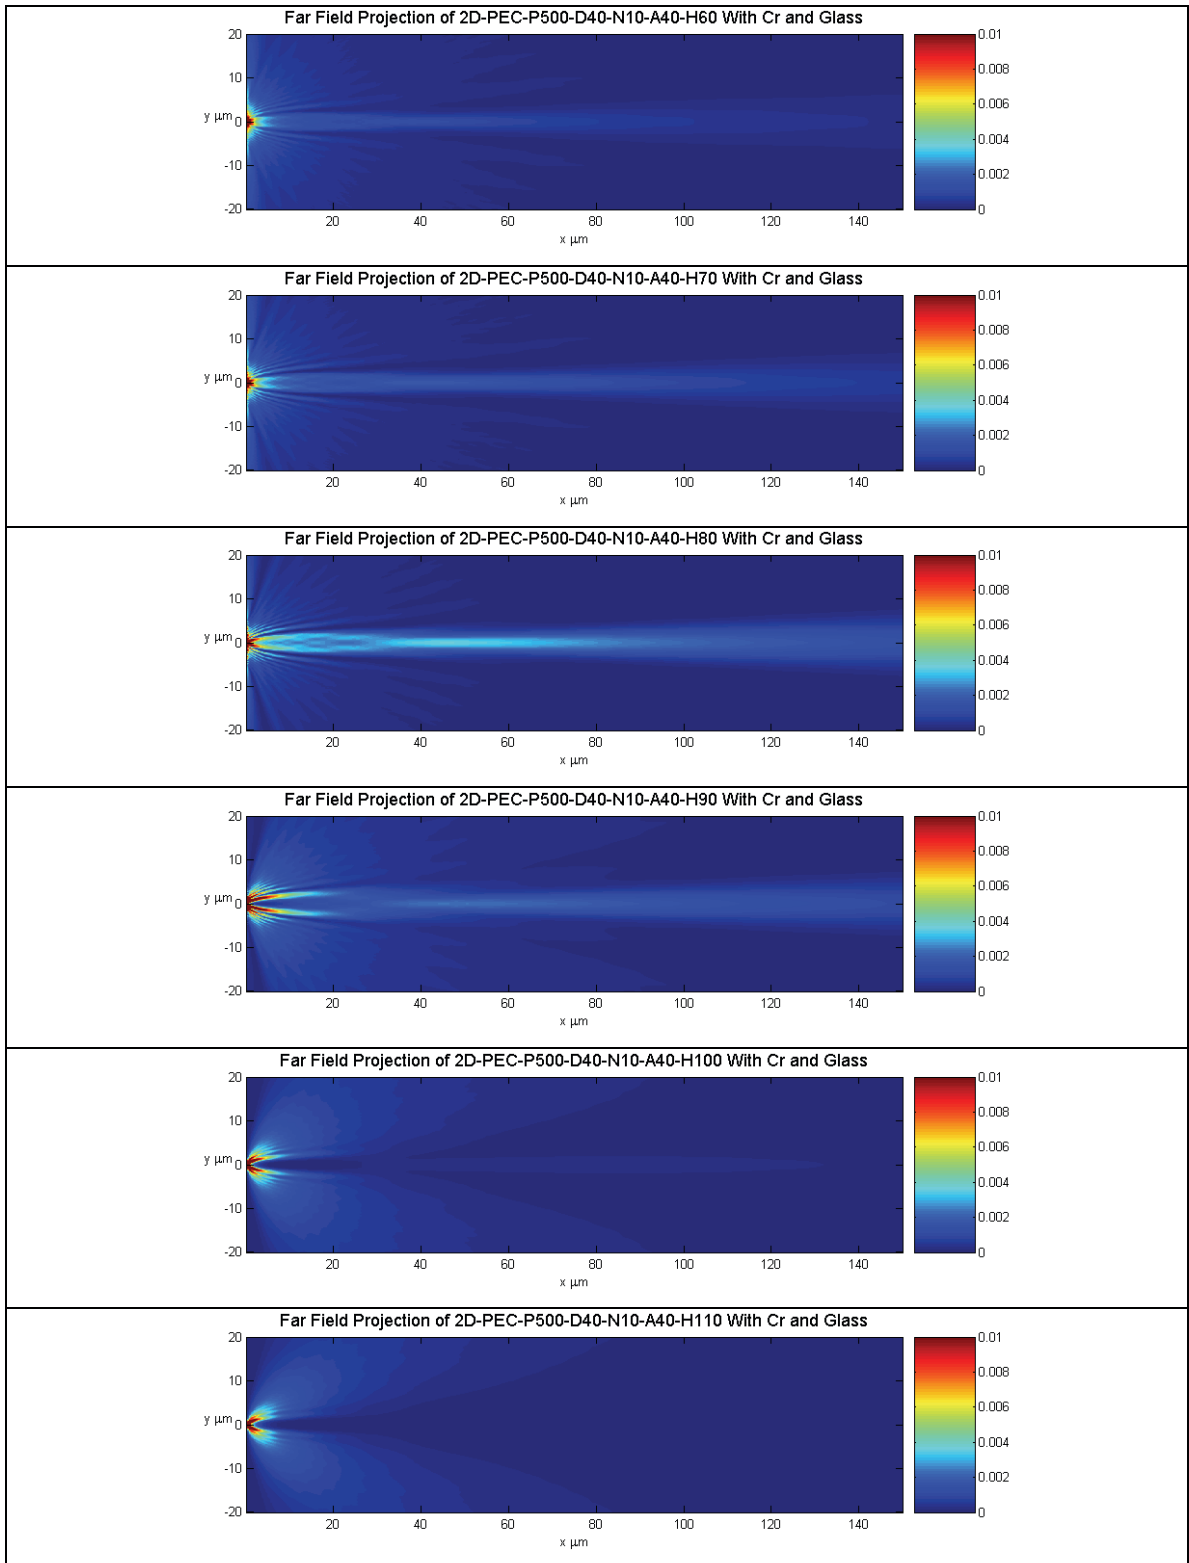 Far Field Projection of 2D-PEC-P500-D40-N10-A40-H60 With Cr and Glass
20
10
y μm 0
-10
-20
20 40 60 80 100 120 140
x μm
0.01
0.008
0.006
0.004
0.002
0
Far Field Projection of 2D-PEC-P500-D40-N10-A40-H70 With Cr and Glass
20
10
y μm 0
-10
-20
20 40 60 80 100 120 140
x μm
0.01
0.008
0.006
0.004
0.002
0
Far Field Projection of 2D-PEC-P500-D40-N10-A40-H80 With Cr and Glass
20
10
y μm 0
-10
-20
20 40 60 80 100 120 140
x μm
0.01
0.008
0.006
0.004
0.002
0
Far Field Projection of 2D-PEC-P500-D40-N10-A40-H90 With Cr and Glass
20
10
y μm 0
-10
-20
20 40 60 80 100 120 140
x μm
0.01
0.008
0.006
0.004
0.002
0
Far Field Projection of 2D-PEC-P500-D40-N10-A40-H100 With Cr and Glass
20
10
y μm 0
-10
-20
20 40 60 80 100 120 140
x μm
0.01
0.008
0.006
0.004
0.002
0
Far Field Projection of 2D-PEC-P500-D40-N10-A40-H110 With Cr and Glass
20
10
y μm 0
-10
-20
20 40 60 80 100 120 140
x μm
0.01
0.008
0.006
0.004
0.002
0